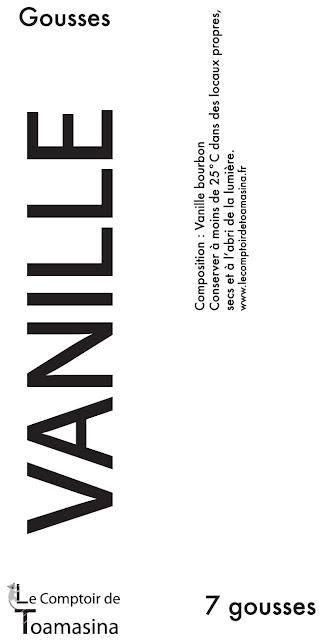 Gousses
VANILLE
Composition : Vanille bourbon
Conserver à moins de 25°C dans des locaux propres,
secs et à l'abri de la lumière.
www.lecomptoirdetoamasina.fr
Le Comptoir de
Toamasina
7 gousses